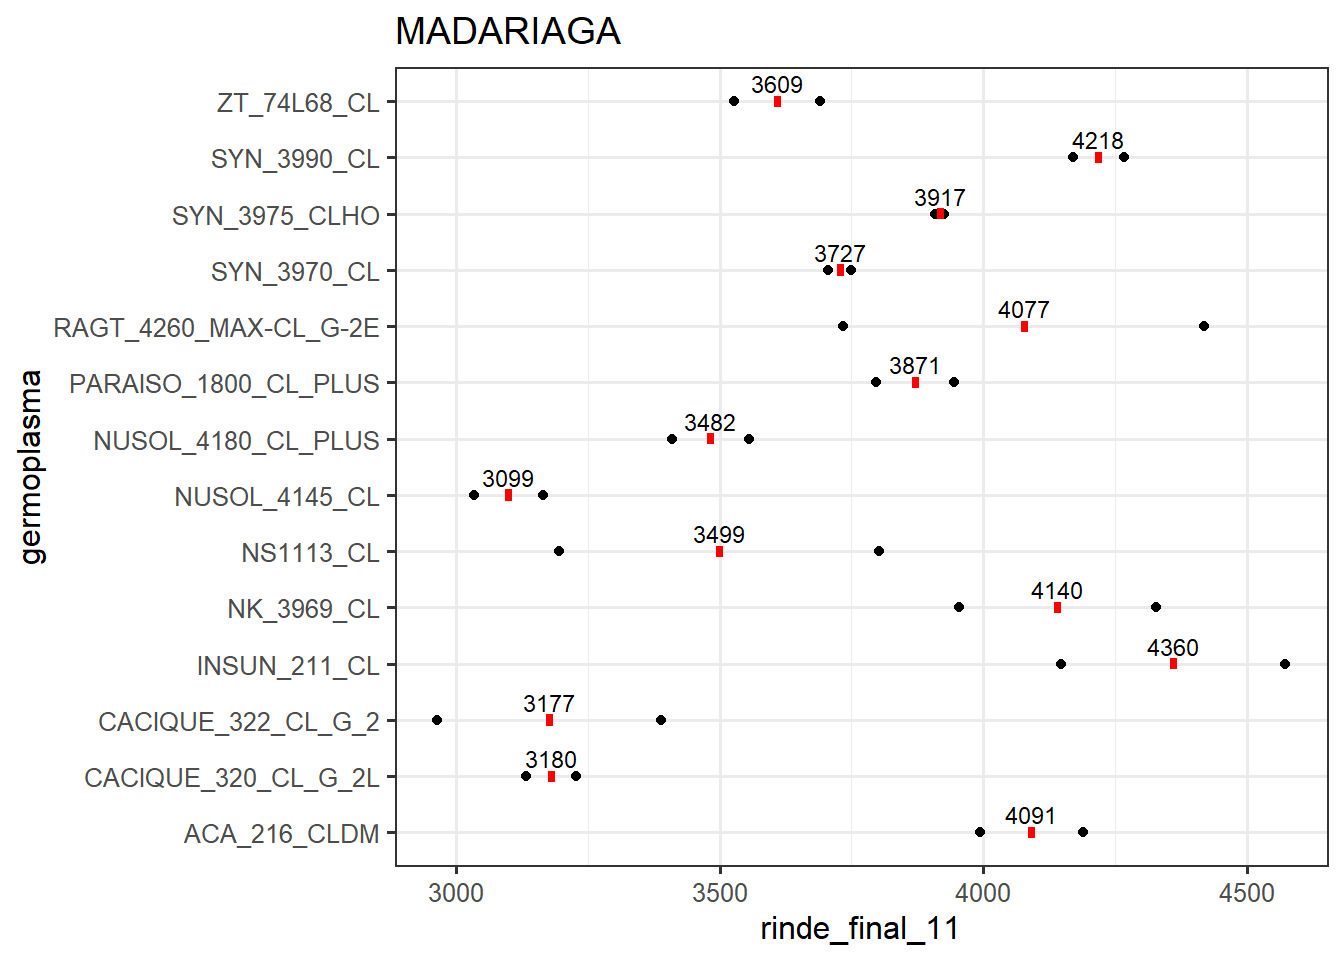 MADARIAGA
germoplasma
ZT_74L68_CL
3609
SYN_3990_CL
4218
SYN_3975_CLHO
3917
SYN_3970_CL
3727
RAGT_4260_MAX-CL_G-2E
4077
PARAISO_1800_CL_PLUS
3871
NUSOL_4180_CL_PLUS
3482
NUSOL_4145_CL
3099
NS1113_CL
3499
NK_3969_CL
4140
INSUN_211_CL
4360
CACIQUE_322_CL_G_2
3177
CACIQUE_320_CL_G_2L
3180
ACA_216_CLDM
4091
3000 3500 4000 4500
rinde_final_11